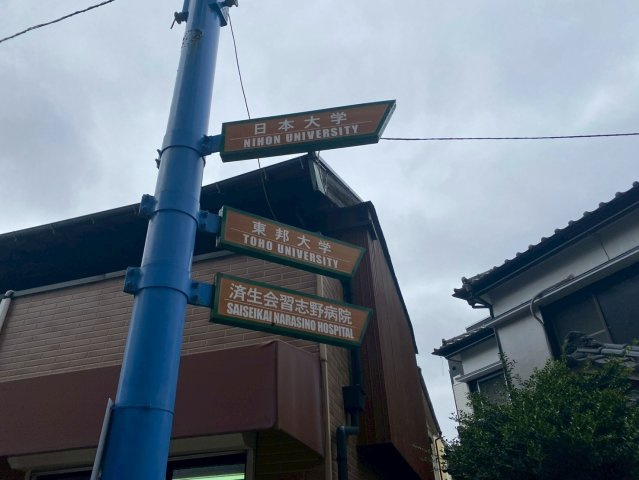 日本大学
NIHON UNIVERSITY
東邦大学
TOHO UNIVERSITY
済生会習志野病院
SAISEIKAI NARASINO HOSPITAL